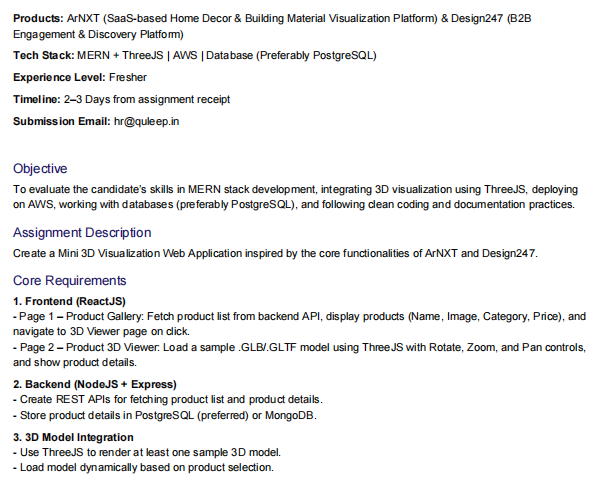 Products: ArNXT (SaaS-based Home Decor & Building Material Visualization Platform) & Design247 (B2B
Engagement & Discovery Platform)
Tech Stack: MERN + ThreeJS | AWS | Database (Preferably PostgreSQL)
Experience Level: Fresher
Timeline: 2–3 Days from assignment receipt
Submission Email: hr@quleep.in
Objective
To evaluate the candidate's skills in MERN stack development, integrating 3D visualization using ThreeJS, deploying
on AWS, working with databases (preferably PostgreSQL), and following clean coding and documentation practices.
Assignment Description
Create a Mini 3D Visualization Web Application inspired by the core functionalities of ArNXT and Design247.
Core Requirements
1. Frontend (ReactJS)
- Page 1 – Product Gallery: Fetch product list from backend API, display products (Name, Image, Category, Price), and
navigate to 3D Viewer page on click.
- Page 2 – Product 3D Viewer: Load a sample .GLB/.GLTF model using ThreeJS with Rotate, Zoom, and Pan controls,
and show product details.
2. Backend (NodeJS + Express)
- Create REST APIs for fetching product list and product details.
- Store product details in PostgreSQL (preferred) or MongoDB.
3. 3D Model Integration
- Use ThreeJS to render at least one sample 3D model.
- Load model dynamically based on product selection.